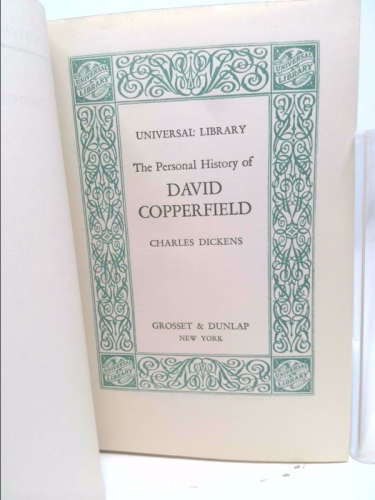 UNIVERSAL LIBRARY
UNIVERSAL LIBRARY
UNIVERSAL: LIBRARY
The Personal History of
DAVID
COPPERFIELD
CHARLES DICKENS
GROSSET & DUNLAP
NEW YORK
UNIVERSAL LIBRARY
UNIVERSAL LIBRARY